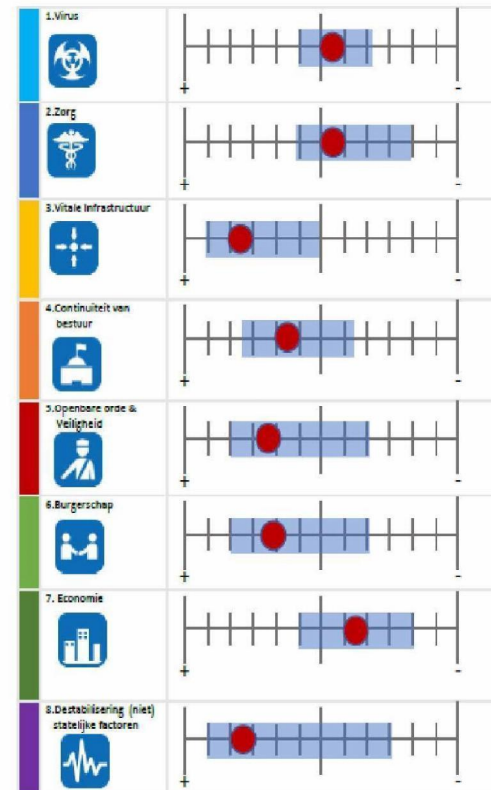 1.Virus
+ -
2.Zorg
+ -
3.Vitale Infrastructuur
+ -
4.Continuiteit van
bestuur
+ -
5.Openbare orde &
Veiligheid
+ -
6.Burgerschap
+ -
7. Economie
+ -
8.Destabilisering (niet)
statelijke factoren
+ -